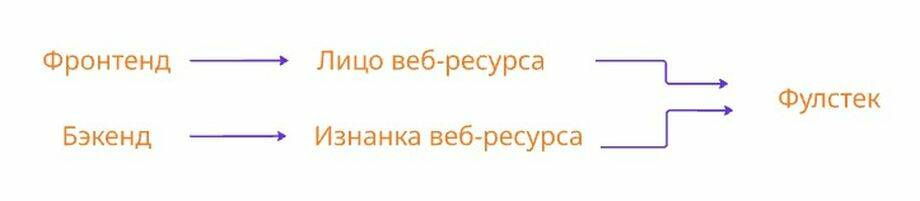 Фронтенд
Лицо веб-ресурса
Фулстек
Бэкенд
Изнанка веб-ресурса